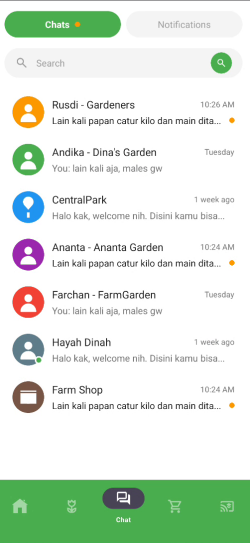 Chats
Notifications
Search
Rusdi - Gardeners
10:26 AM
Lain kali papan catur kilo dan main dita...
Andika - Dina's Garden
Tuesday
You: lain kali aja, males gw
CentralPark
1 week ago
Halo kak, welcome nih. Disini kamu bisa...
Ananta - Ananta Garden
10:24 AM
Lain kali papan catur kilo dan main dita...
Farchan - FarmGarden
Tuesday
You: lain kali aja, males gw
Hayah Dinah
1 week ago
Halo kak, welcome nih. Disini kamu bisa...
Farm Shop
10:24 AM
Lain kali papan catur kilo dan main dita...
Chat